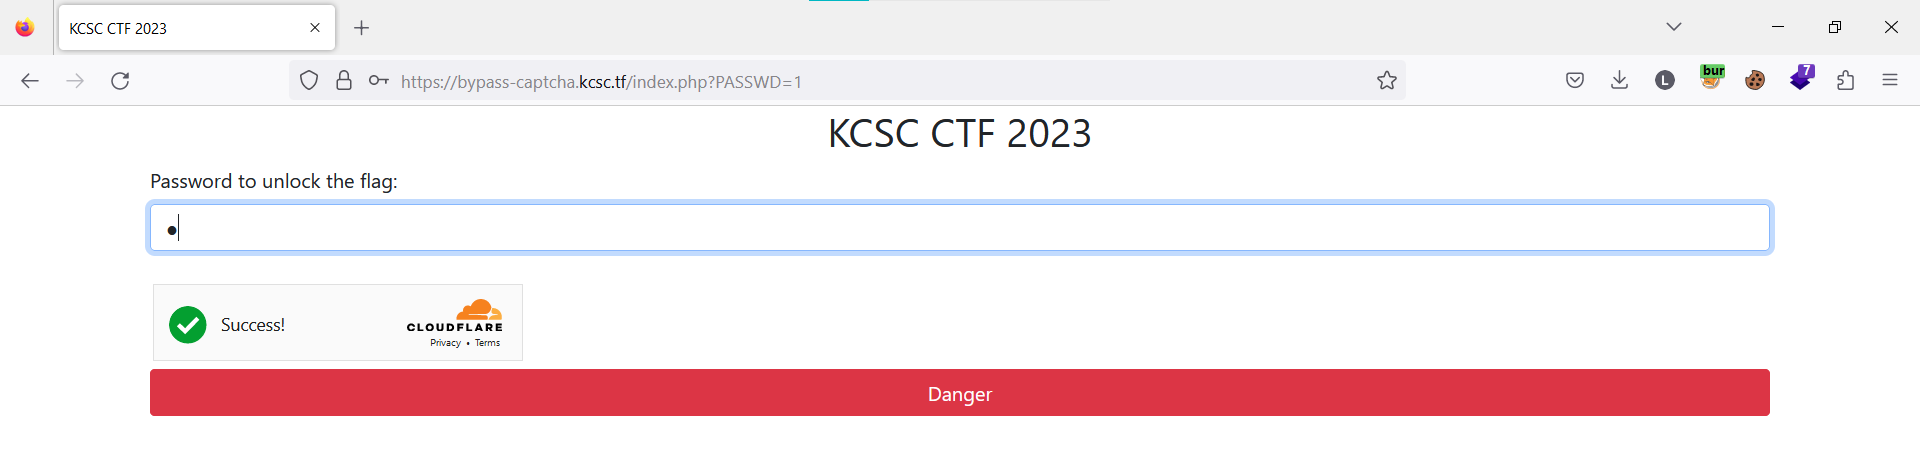 KCSC CTF 2023
https://bypass-captcha.kcsc.tf/index.php?PASSWD=1
L
bur
7
KCSC CTF 2023
Password to unlock the flag:
Success!
CLOUDFLARE
Privacy • Terms
Danger